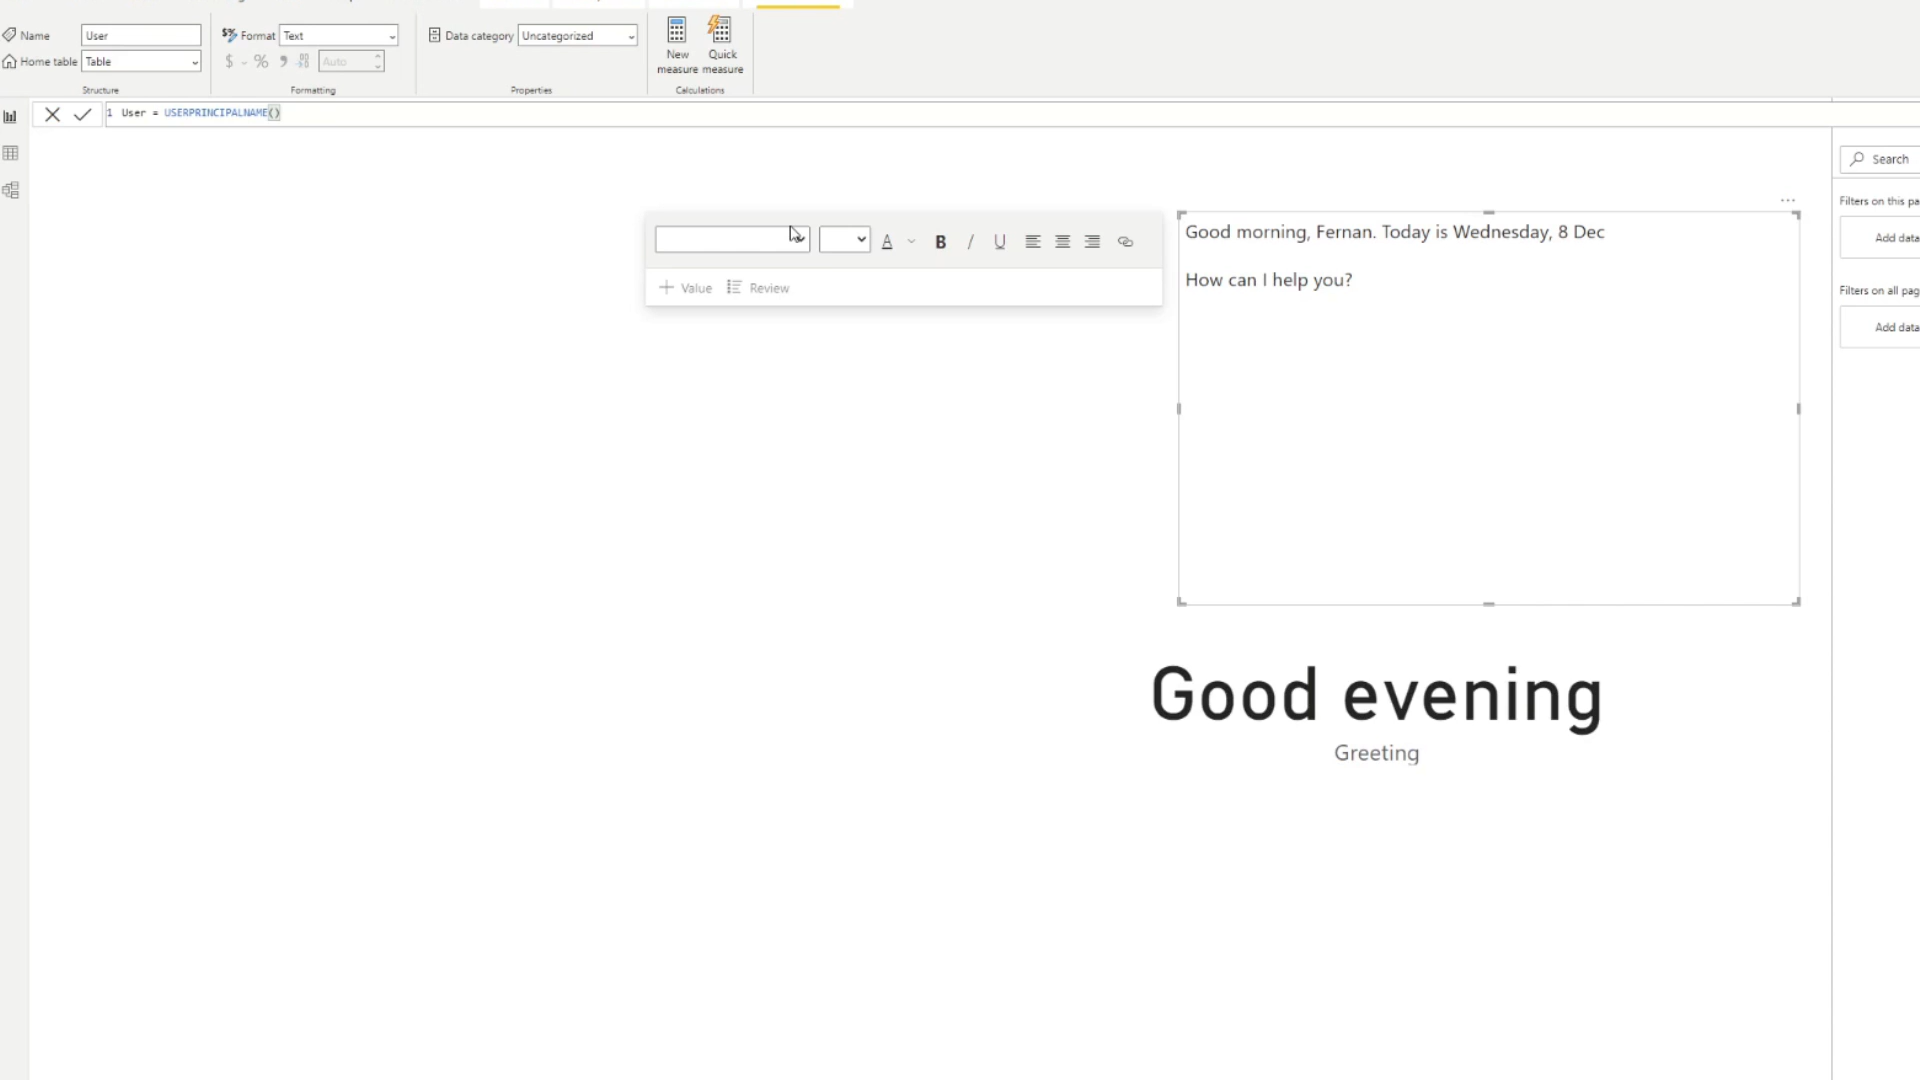 Name User
Home table Table
Structure
$% Format Text
$ % 9 Auto
Formatting
Data category Uncategorized
Properties
New measure
Quick measure
Calculations
1 User = USERPRINCIPALNAME()
Search
Filters on this pa
Add data
Filters on all pag
Add data
A B I U
+ Value Review
Good morning, Fernan. Today is Wednesday, 8 Dec
How can I help you?
Good evening
Greeting